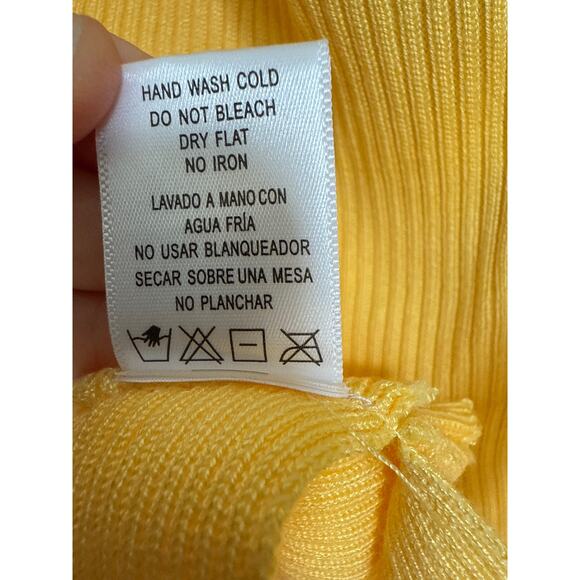 HAND WASH COLD
DO NOT BLEACH
DRY FLAT
NO IRON
LAVADO A MANO CON
AGUA FRÍA
NO USAR BLANQUEADOR
SECAR SOBRE UNA MESA
NO PLANCHAR